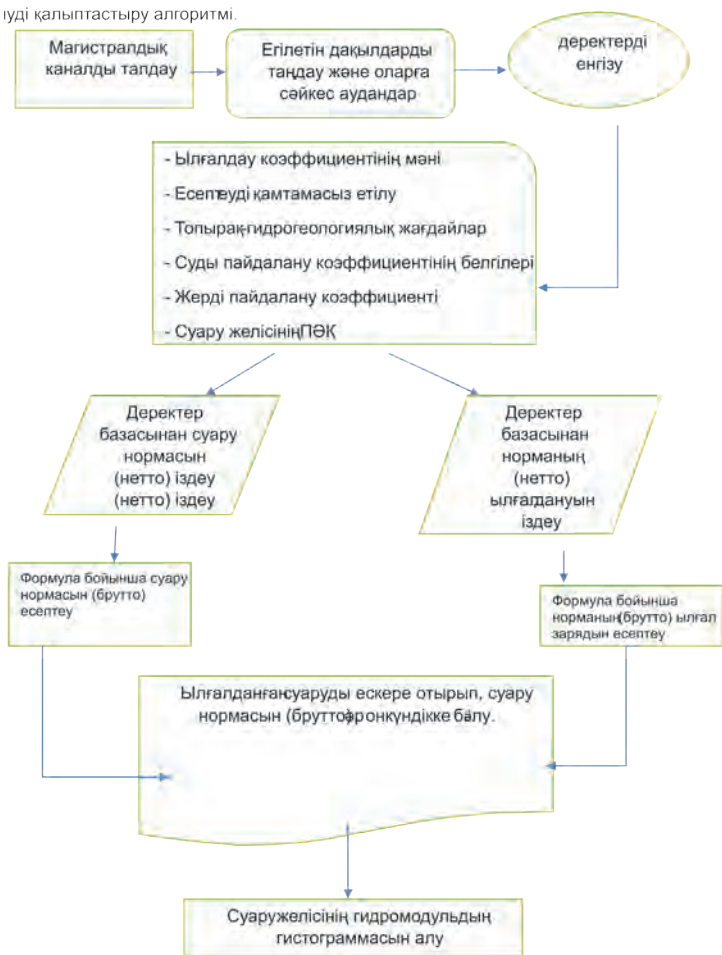 қалыптастыру алгоритмі.
Магистралдық
каналды талдау
Егілетін дақылдарды
таңдау және оларға
сәйкес аудандар
деректерді
енгізу
- Ылғалдау коэффициентінің мәні
- Есептеуді қамтамасыз етілу
- Топырақ-гидрогеологиялық жағдайлар
- Суды пайдалану коэффициентінің белгілері
- Жерді пайдалану коэффициенті
- Суару желісінің ПӘК
Деректер
базасынан суару
нормасын
(нетто) іздеу
(нетто) іздеу
Деректер
базасынан
норманың
(нетто)
ылғалдануын
іздеу
Формула бойынша суару
нормасын (брутто)
есептеу
Формула бойынша
норманың (брутто) ылғал
зарядын есептеу
Ылғалданған суаруды ескере отырып, суару
нормасын (брутто) әр онкүндікке бөлу.
Суару желісінің гидромодульдың
гистограммасын алу